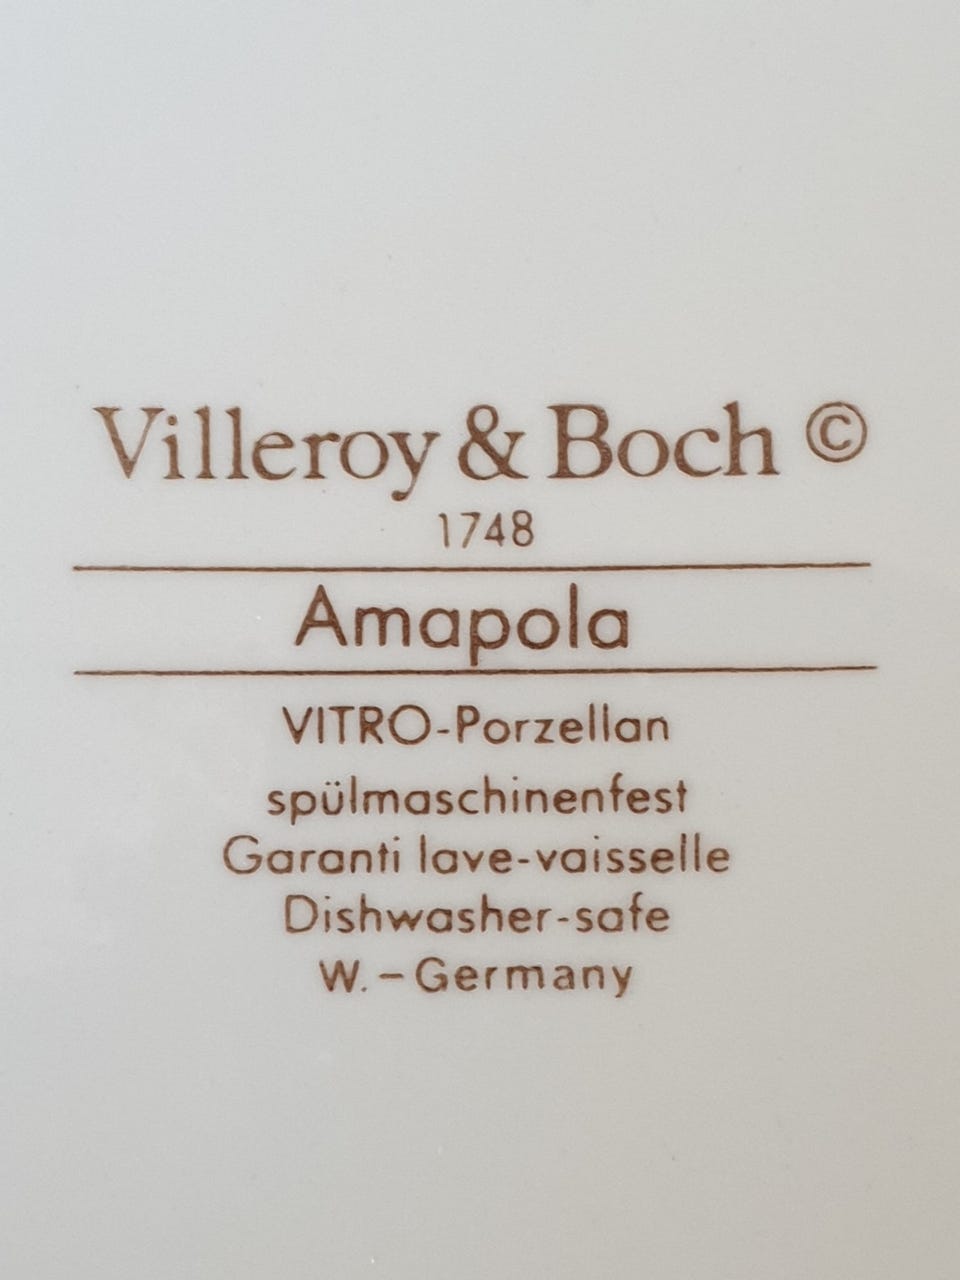 Villeroy & Boch ©
1748
Amapola
VITRO-Porzellan
spülmaschinenfest
Garanti lave-vaisselle
Dishwasher-safe
W.–Germany